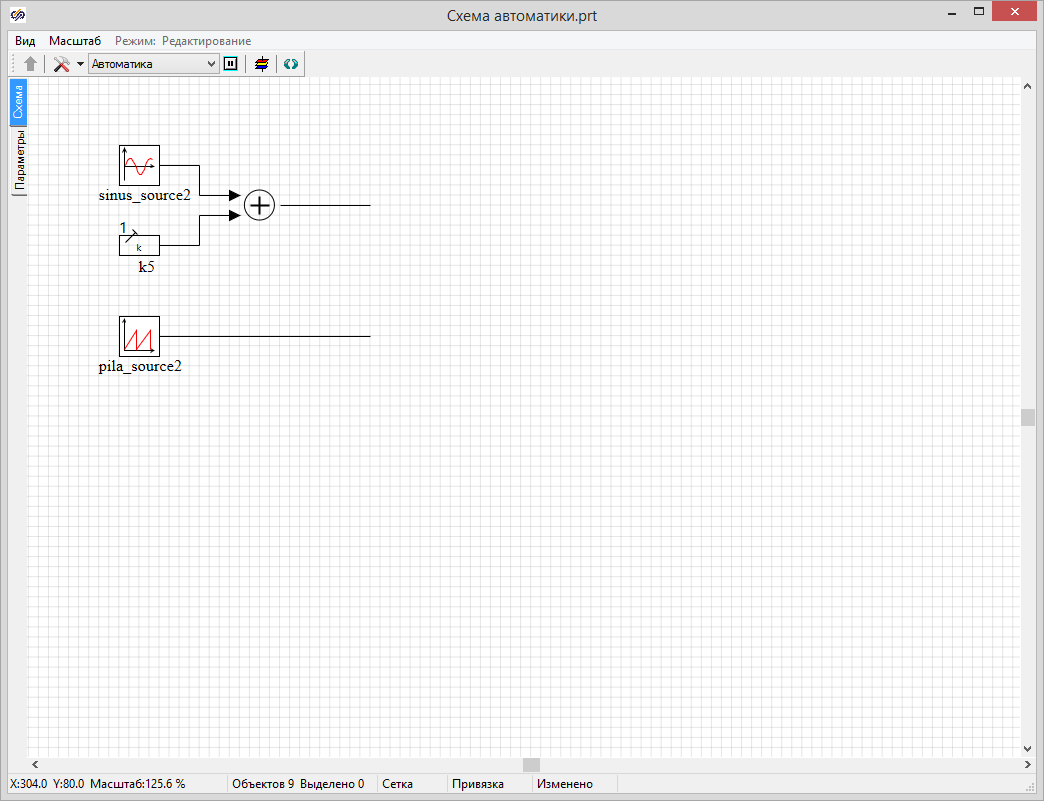 Схема автоматики.prt
Вид Масштаб Режим: Редактирование
Автоматика
Схема
Параметры
sinus_source2
1
k
k5
pila_source2
X:304.0 Y:80.0 Масштаб:125.6 % Объектов 9 Выделено 0 Сетка Привязка Изменено